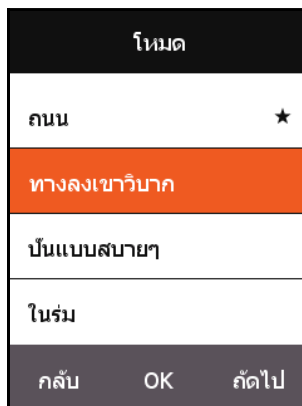 โหมด
ถนน ★
ทางลงเขาวิบาก
ปั่นแบบสบายๆ
ในร่ม
กลับ OK ถัดไป